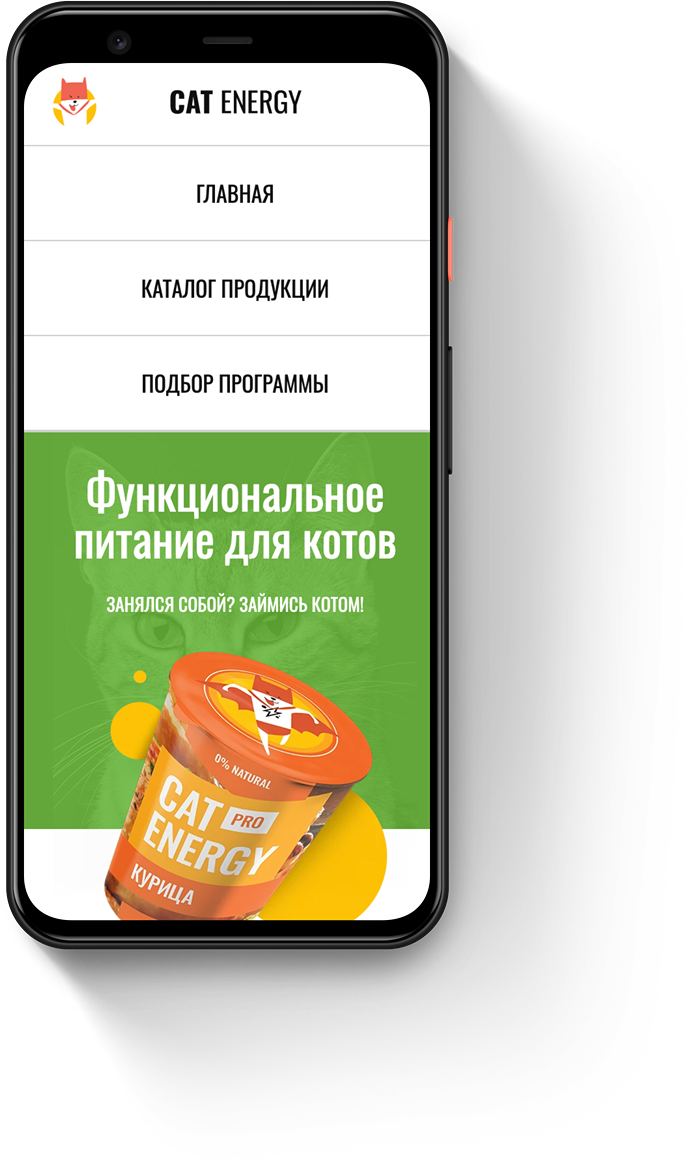 CAT ENERGY
ГЛАВНАЯ
КАТАЛОГ ПРОДУКЦИИ
ПОДБОР ПРОГРАММЫ
Функциональное
питание для котов
ЗАНЯЛСЯ СОБОЙ? ЗАЙМИСЬ КОТОМ!
0% NATURAL
CAT PRO
ENERGY
КУРИЦА